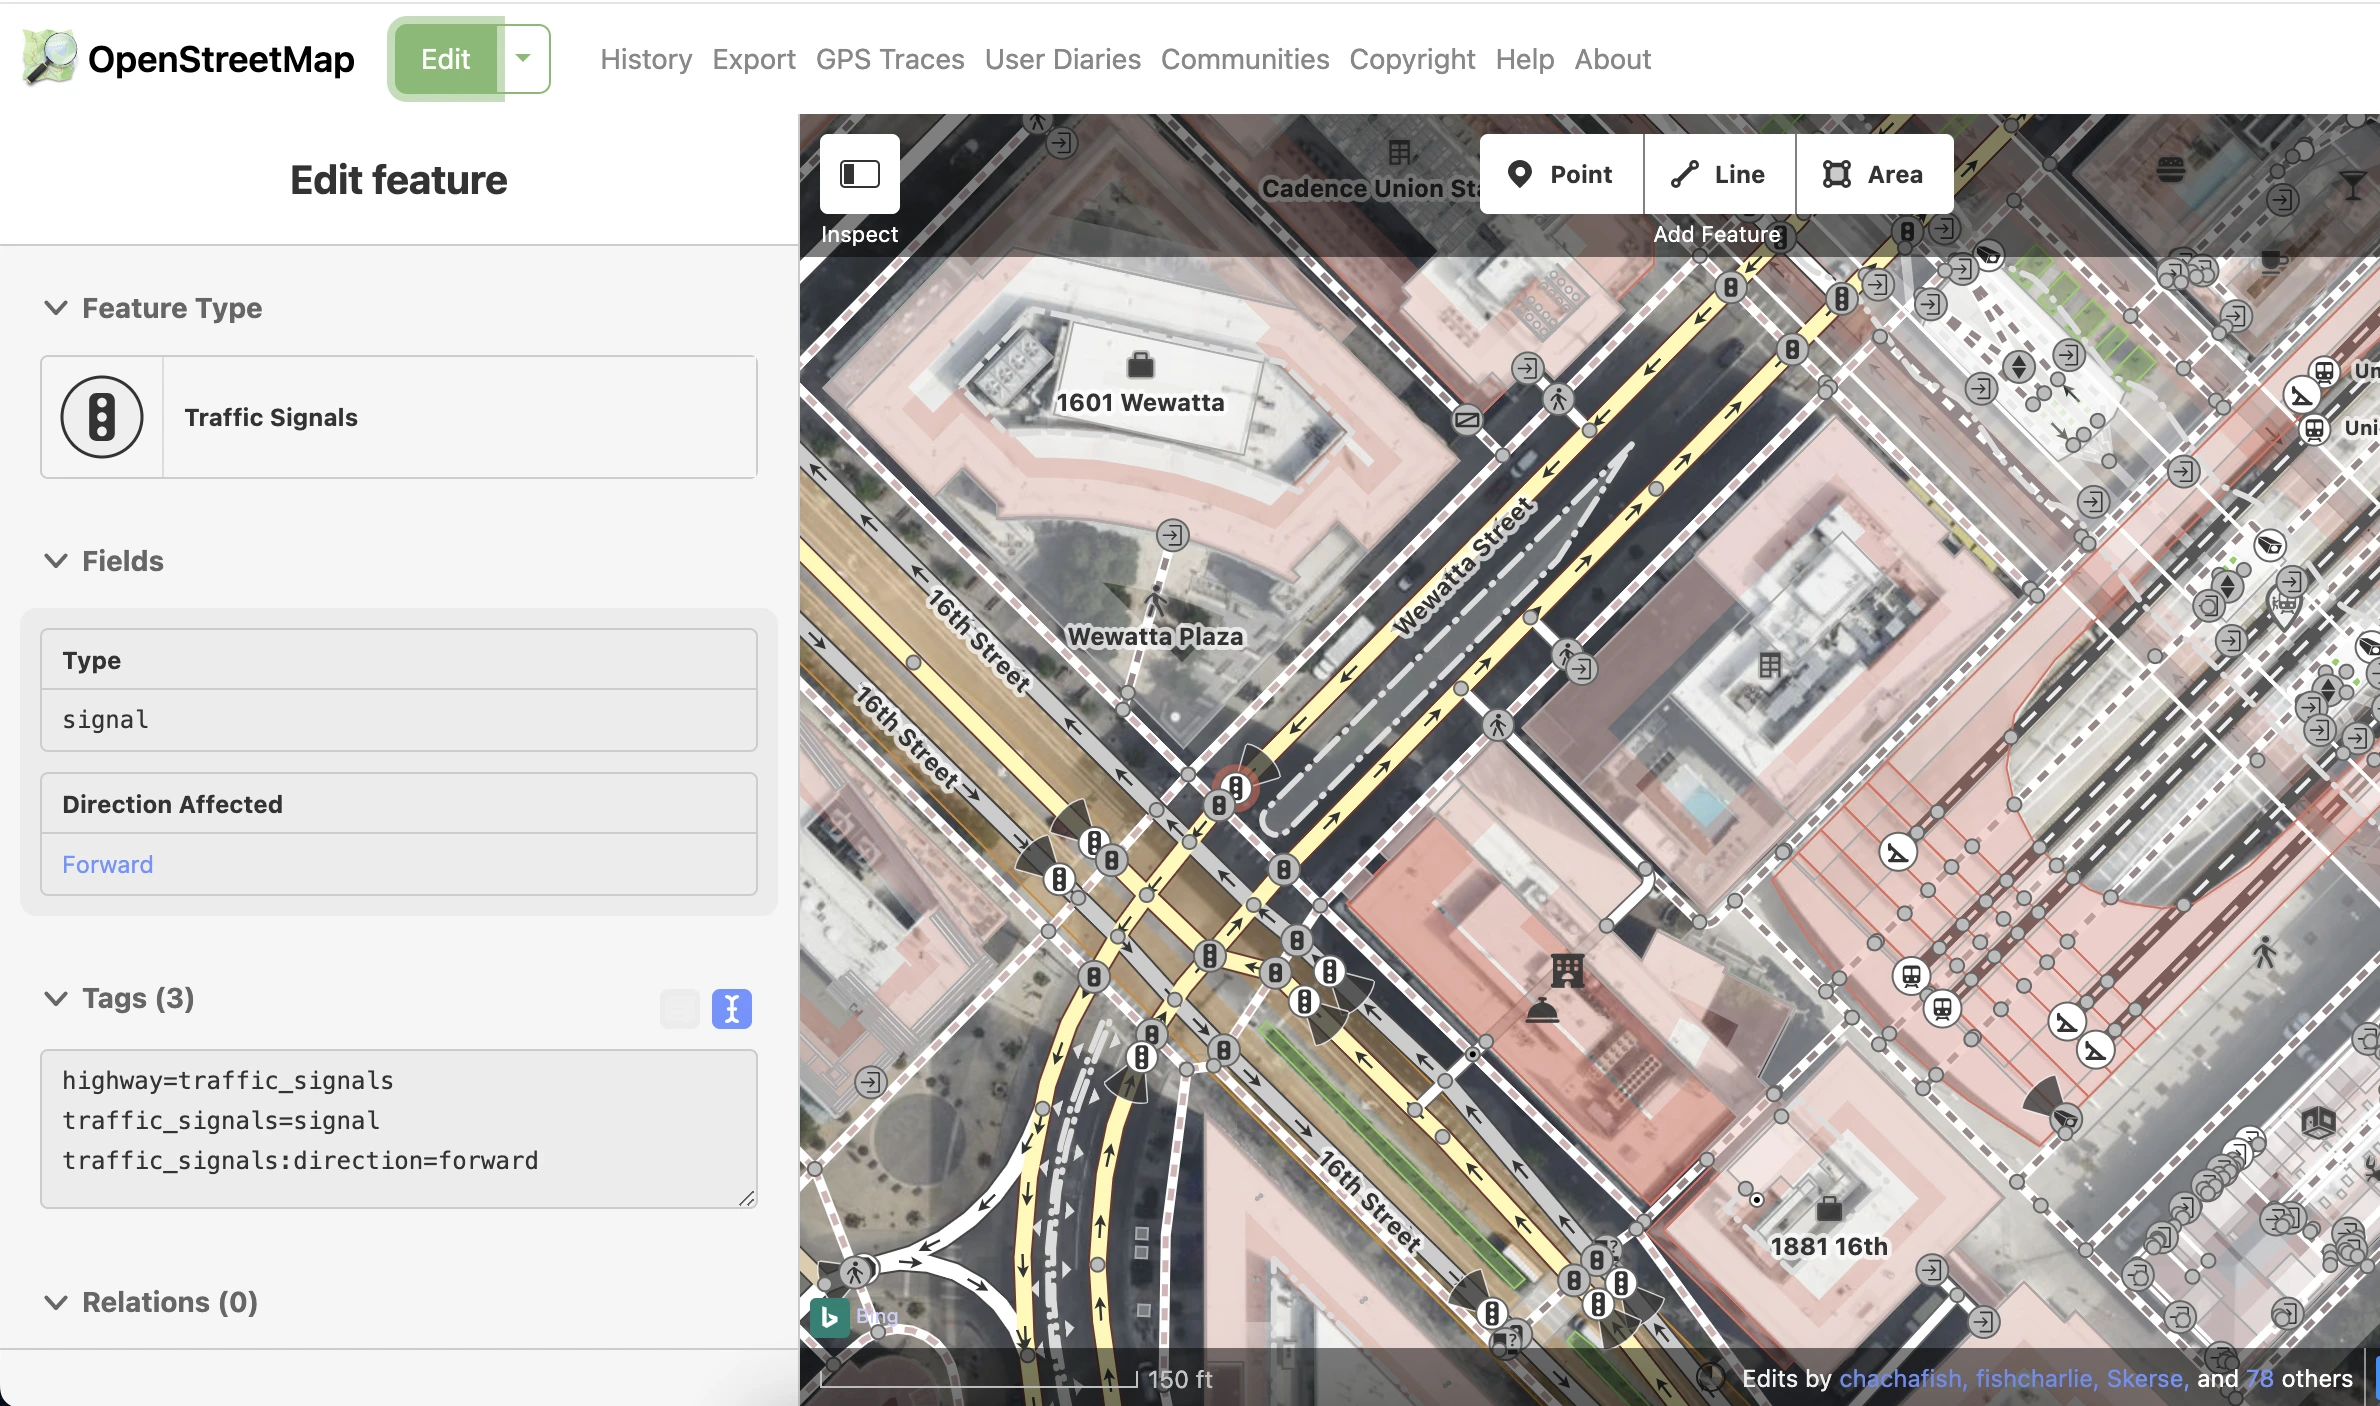 OpenStreetMap
Edit
History Export GPS Traces User Diaries Communities Copyright Help About
Edit feature
Feature Type
Traffic Signals
Fields
Type
signal
Direction Affected
Forward
Tags (3)
highway=traffic_signals
traffic_signals=signal
traffic_signals:direction=forward
Relations (0)
Inspect
Point
Line
Area
Add Feature
Cadence Union Sta
1601 Wewatta
Wewatta Street
16th Street
Wewatta Plaza
16th Street
16th Street
1881 16th
Un
Uni
Bing
150 ft
Edits by chachafish, fishcharlie, Skerse, and 78 others